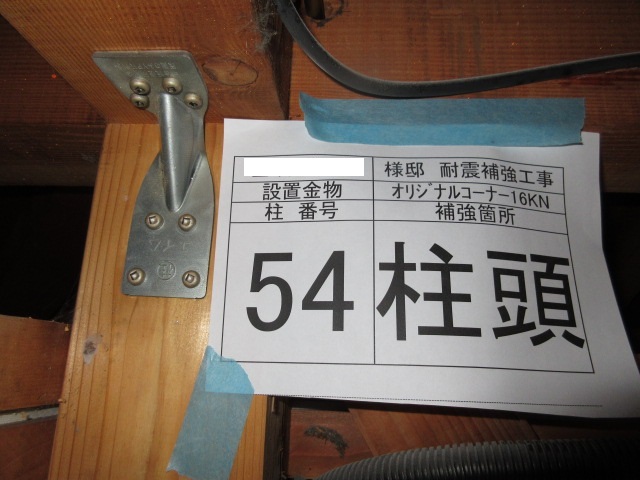 様邸 耐震補強工事
設置金物 オリジナルコーナー16KN
柱 番号 補強箇所
54 柱頭